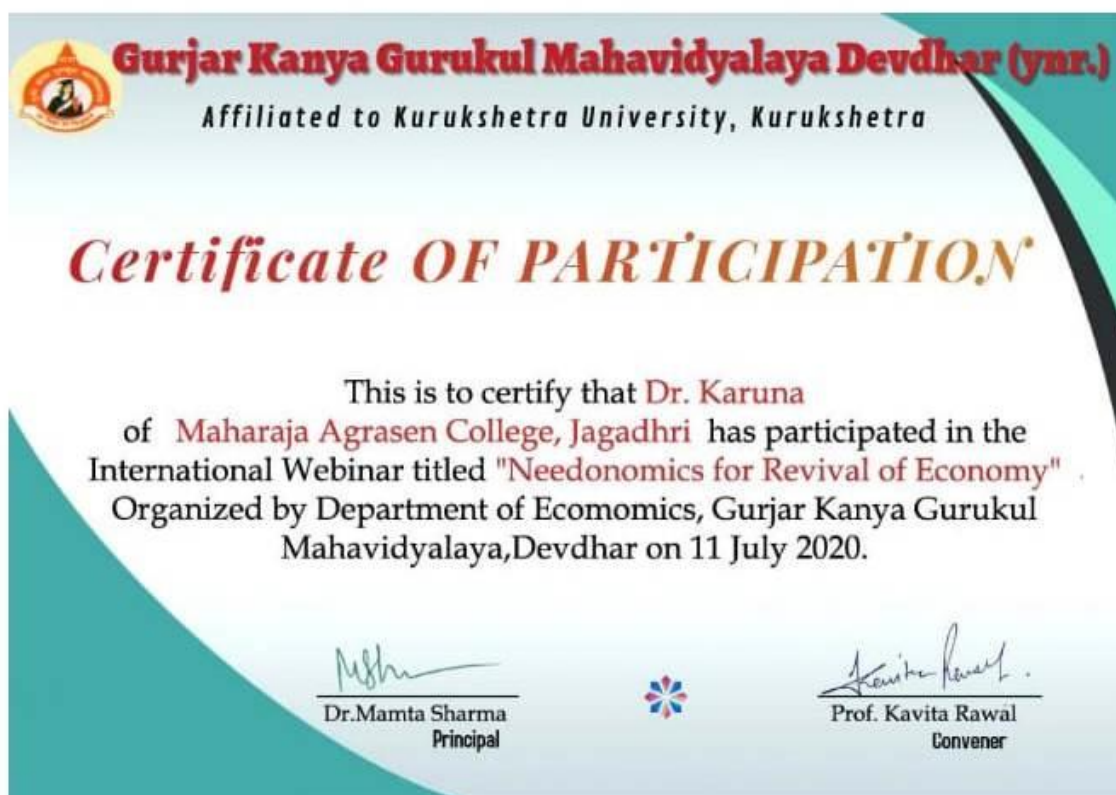 Gurjar Kanya Gurukul Mahavidyalaya Devdhar (ynr.)
Affiliated to Kurukshetra University, Kurukshetra
Certificate OF PARTICIPATION
This is to certify that Dr. Karuna
of Maharaja Agrasen College, Jagadhri has participated in the
International Webinar titled "Needonomics for Revival of Economy"
Organized by Department of Ecomomics, Gurjar Kanya Gurukul
Mahavidyalaya,Devdhar on 11 July 2020.
Kavita Rawal
Dr.Mamta Sharma
Prof. Kavita Rawal
Principal
Convener